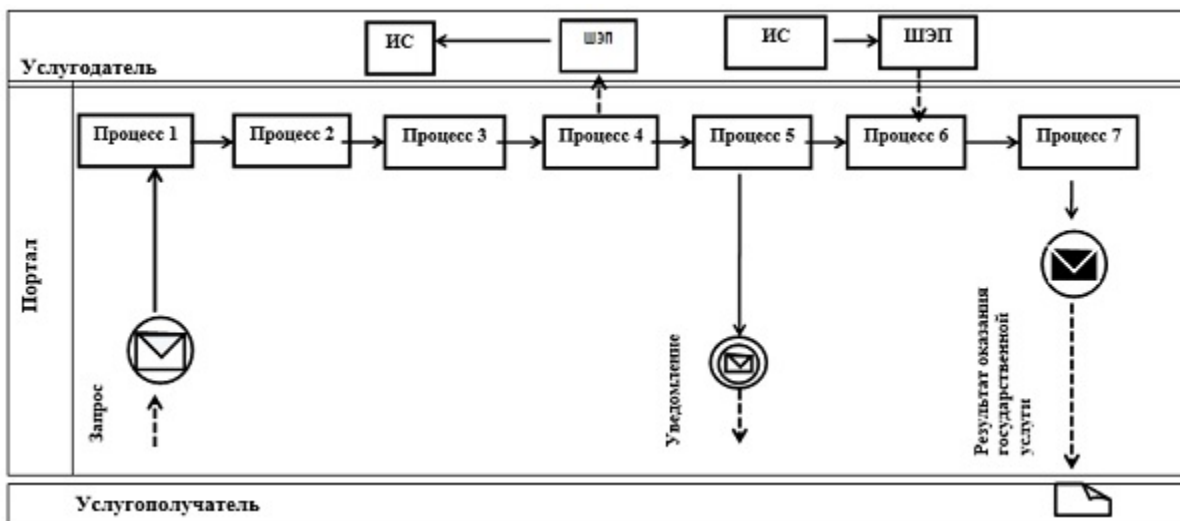 ИС
ШЭП
ИС
ШЭП
Услугодатель
Процесс 1
Процесс 2
Процесс 3
Процесс 4
Процесс 5
Процесс 6
Процесс 7
Портал
Запрос
Уведомление
Результат оказания
государственной
услуги
Услугополучатель